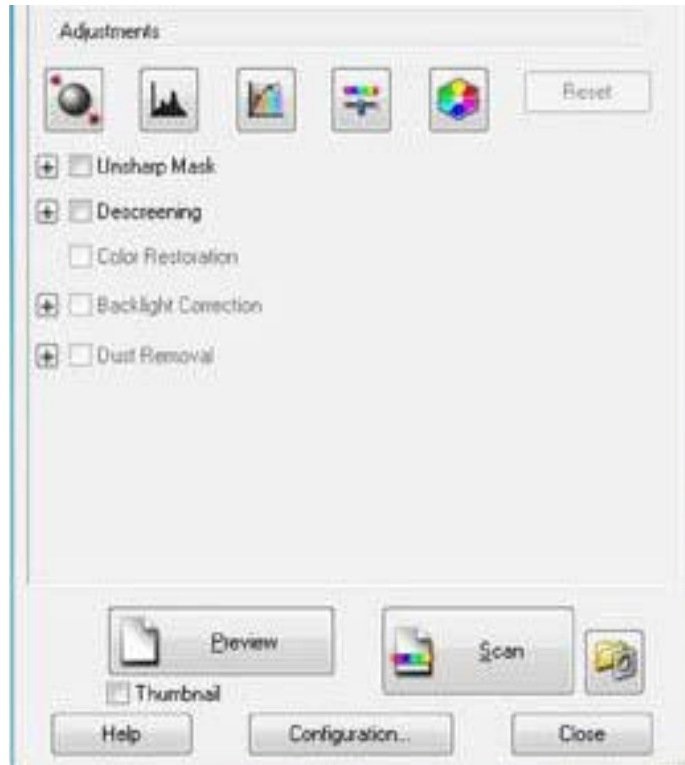 Adjustments
Reset
Unsharp Mask
Descreening
Color Restoration
Backlight Correction
Dust Removal
Preview
Scan
Thumbnail
Help
Configuration...
Close